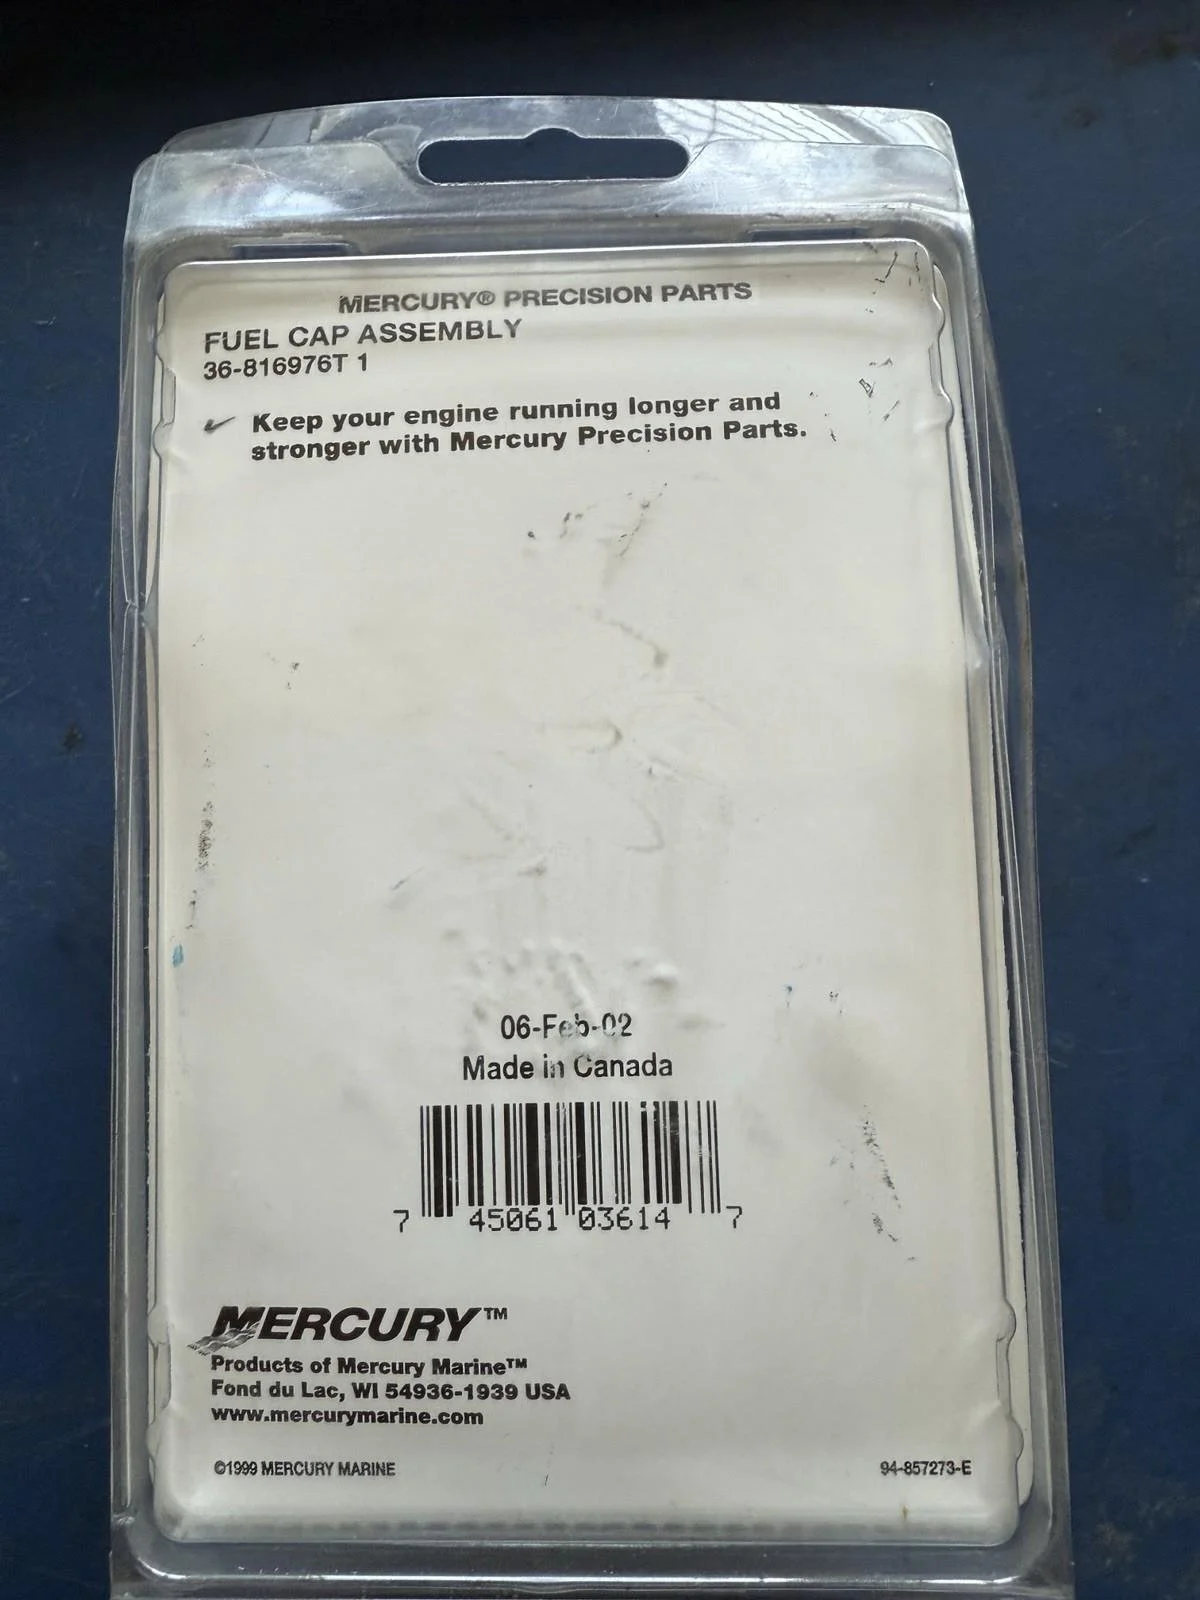 MERCURY® PRECISION PARTS
FUEL CAP ASSEMBLY
36-816976T 1
✓ Keep your engine running longer and
stronger with Mercury Precision Parts.
06-Feb-02
Made in Canada
7 45061 03614 7
MERCURY™
Products of Mercury Marine™
Fond du Lac, WI 54936-1939 USA
www.mercurymarine.com
©1999 MERCURY MARINE
94-857273-E